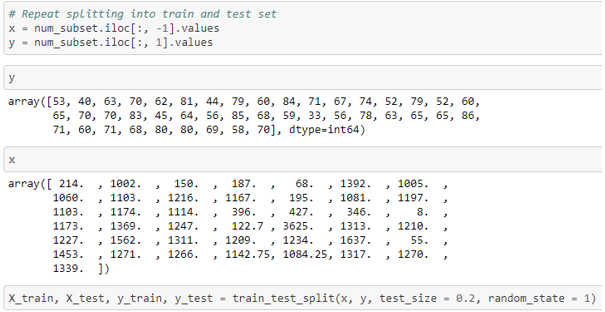 # Repeat splitting into train and test set
x = num_subset.iloc[:, -1].values
y = num_subset.iloc[:, 1].values
y
array([53, 40, 63, 70, 62, 81, 44, 79, 60, 84, 71, 67, 74, 52, 79, 52, 60,
65, 70, 70, 83, 45, 64, 56, 85, 68, 59, 33, 56, 78, 63, 65, 65, 86,
71, 60, 71, 68, 80, 80, 69, 58, 70], dtype=int64)
x
array([ 214. , 1002. , 150. , 187. , 68. , 1392. , 1005. ,
1060. , 1103. , 1216. , 1167. , 195. , 1081. , 1197. ,
1103. , 1174. , 1114. , 396. , 427. , 346. , 8. ,
1173. , 1369. , 1247. , 122.7 , 3625. , 1313. , 1210. ,
1227. , 1562. , 1311. , 1209. , 1234. , 1637. , 55. ,
1453. , 1271. , 1266. , 1142.75, 1084.25, 1317. , 1270. ,
1339. ])
X_train, X_test, y_train, y_test = train_test_split(x, y, test_size = 0.2, random_state = 1)